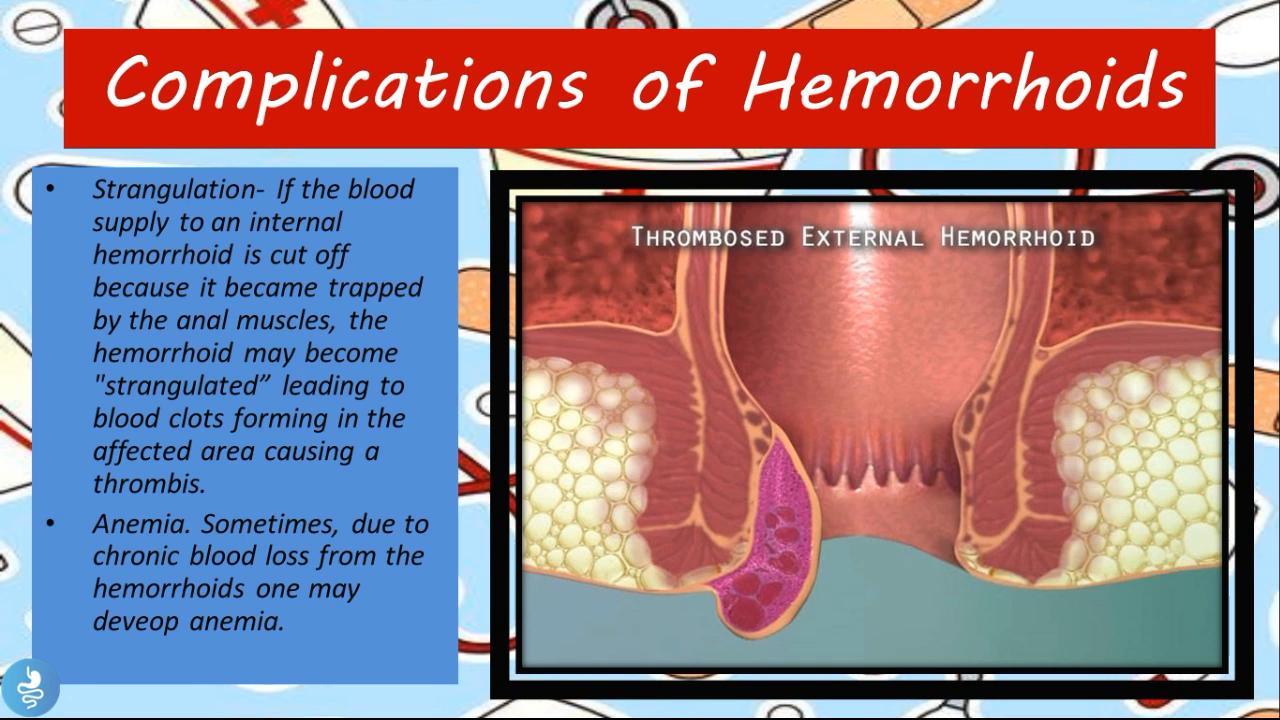 Complications of Hemorrhoids
• Strangulation- If the blood
supply to an internal
hemorrhoid is cut off
because it became trapped
by the anal muscles, the
hemorrhoid may become
"strangulated” leading to
blood clots forming in the
affected area causing a
thrombis.
• Anemia. Sometimes, due to
chronic blood loss from the
hemorrhoids one may
deveop anemia.
THROMBOSED EXTERNAL HEMORRHOID